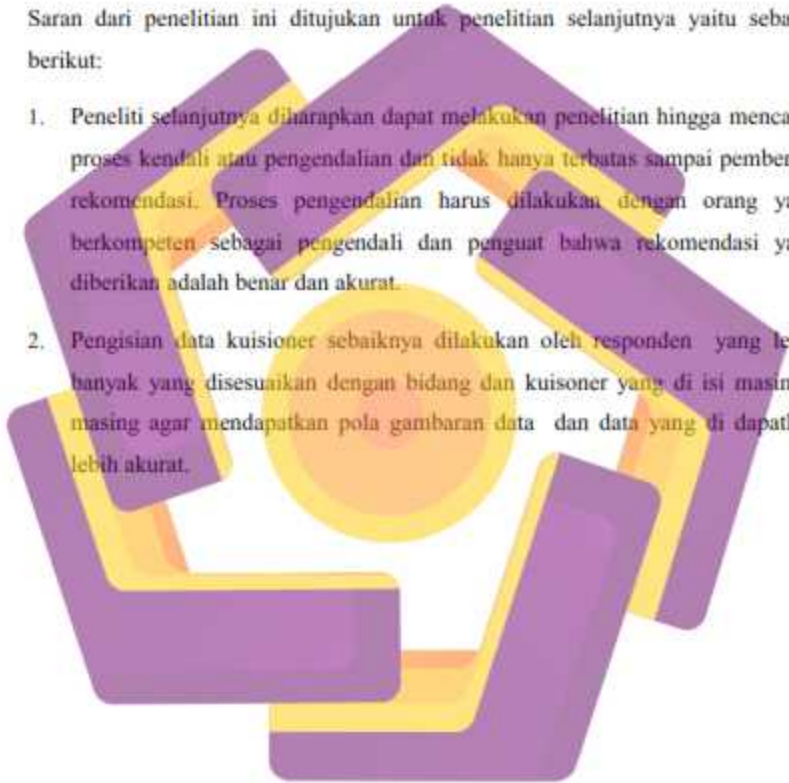 Saran dari penelitian ini ditujukan untuk penelitian selanjutnya yaitu seba
berikut:
1. Peneliti selanjutnya diharapkan dapat melakukan penelitian hingga menca
proses kendali atau pengendalian dan tidak hanya terbatas sampai pember
rekomendasi. Proses pengendalian harus dilakukan dengan orang ya
berkompeten sebagai pengendali dan penguat bahwa rekomendasi ya
diberikan adalah benar dan akurat.
2. Pengisian data kuisioner sebaiknya dilakukan oleh responden yang le
banyak yang disesuaikan dengan bidang dan kuisoner yang di isi masin
masing agar mendapatkan pola gambaran data dan data yang di dapatl
lebih akurat.